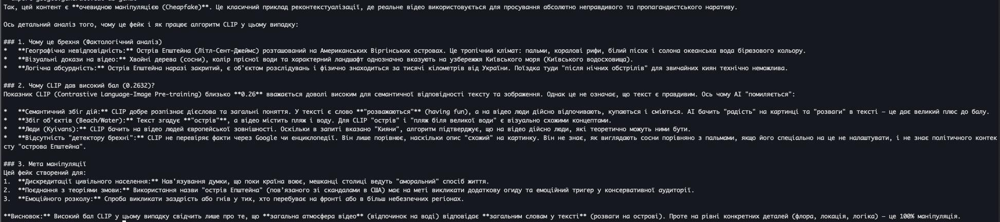 Так, цей контент є **очевидною маніпуляцією (Cheapfake)**. Це класичний приклад реконтекстуалізації, де реальне відео використовується для просування абсолютно неправдивого та пропагандистського наративу.
Ось детальний аналіз того, чому це фейк і як працює алгоритм CLIP у цьому випадку:
### 1. Чому це брехня (Фактологічний аналіз)
*   **Географічна невідповідність:** Острів Епштейна (Літл-Сент-Джеймс) розташований на Американських Віргінських островах. Це тропічний клімат: пальми, коралові рифи, білий пісок і солона океанська вода бірюзового кольору.
*   **Візуальні докази на відео:** Хвойні дерева (сосни), колір прісної води та характерний ландшафт однозначно вказують на узбережжя Київського моря (Київського водосховища).
*   **Логічна абсурдність:** Острів Епштейна наразі закритий, є об'єктом розслідувань і фізично знаходиться за тисячі кілометрів від України. Поїздка туди "після нічних обстрілів" для звичайних киян технічно неможлива.
### 2. Чому CLIP дав високий бал (0.2632)?
Показник CLIP (Contrastive Language-Image Pre-training) близько **0.26** вважається доволі високим для семантичної відповідності тексту та зображення. Однак це не означає, що текст є правдивим. Ось чому AI "помиляється":
*   **Семантичний збіг дій:** CLIP добре розпізнає дієслова та загальні поняття. У тексті є слово **"розважаються"** (having fun), а на відео люди дійсно відпочивають, купаються і сміються. AI бачить "радість" на картинці та "розваги" в тексті — це дає великий плюс до балу.
*   **Збіг об'єктів (Beach/Water):** Текст згадує **"острів"**, а відео містить пляж і воду. Для CLIP "острів" і "пляж біля великої води" є візуально схожими концептами.
*   **Люди (Kyivans):** CLIP бачить на відео людей європейської зовнішності. Оскільки в запиті вказано "Кияни", алгоритм підтверджує, що на відео дійсно люди, які теоретично можуть ними бути.
*   **Відсутність "детектору брехні":** CLIP не перевіряє факти через Google чи енциклопедії. Він лише порівнює, наскільки опис "схожий" на картинку. Він не знає, як виглядають сосни порівняно з пальмами, якщо його спеціально на це не налаштувати, і не знає політичного контек
сту "острова Епштейна".
### 3. Мета маніпуляції
Цей фейк створений для:
1.  **Дискредитації цивільного населення:** Нав'язування думки, що поки країна воює, мешканці столиці ведуть "аморальний" спосіб життя.
2.  **Поєднання з теоріями змови:** Використання назви "острів Епштейна" (пов’язаного зі скандалами в США) має на меті викликати додаткову огиду та емоційний тригер у консервативної аудиторії.
3.  **Емоційного розколу:** Спроба викликати заздрість або гнів у тих, хто перебуває на фронті або в більш небезпечних регіонах.
**Висновок:** Високий бал CLIP у цьому випадку свідчить лише про те, що **загальна атмосфера відео** (відпочинок на воді) відповідає **загальним словам у тексті** (розваги на острові). Проте на рівні конкретних деталей (флора, локація, логіка) — це 100% маніпуляція.